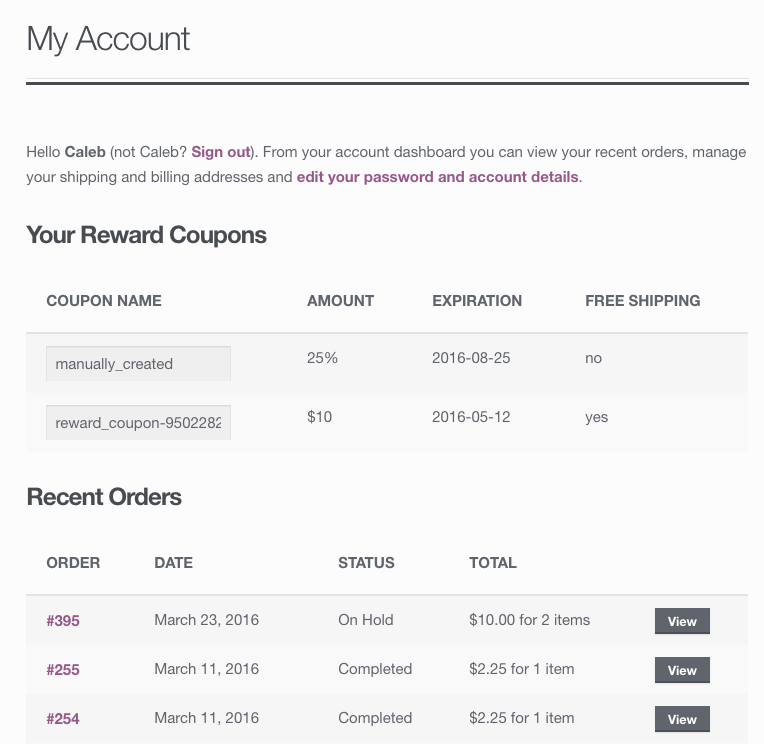 My Account
Hello Caleb (not Caleb? Sign out). From your account dashboard you can view your recent orders, manage
your shipping and billing addresses and edit your password and account details.
Your Reward Coupons
COUPON NAME AMOUNT EXPIRATION FREE SHIPPING
manually_created 25% 2016-08-25 no
reward_coupon-9502282 $10 2016-05-12 yes
Recent Orders
ORDER DATE STATUS TOTAL
#395 March 23, 2016 On Hold $10.00 for 2 items View
#255 March 11, 2016 Completed $2.25 for 1 item View
#254 March 11, 2016 Completed $2.25 for 1 item View